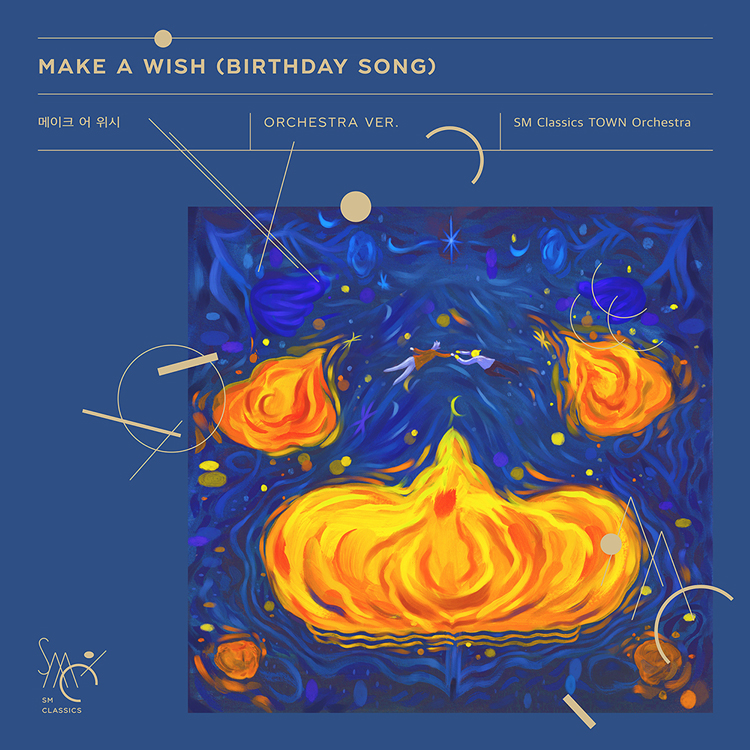 MAKE A WISH (BIRTHDAY SONG)
메이크 어 위시
ORCHESTRA VER.
SM Classics TOWN Orchestra
SM
CLASSICS